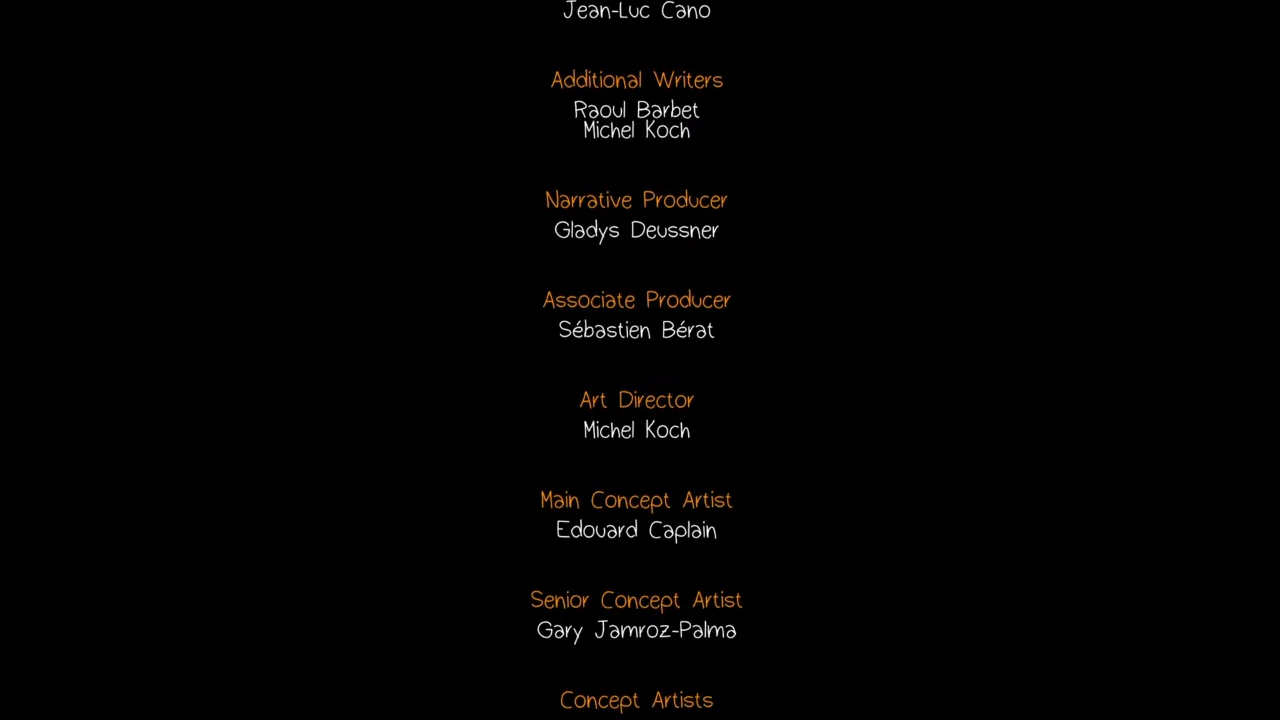 Jean-Luc Cano
Additional Writers
Raoul Barbet
Michel Koch
Narrative Producer
Gladys Deussner
Associate Producer
Sébastien Bérat
Art Director
Michel Koch
Main Concept Artist
Edouard Caplain
Senior Concept Artist
Gary Jamroz-Palma
Concept Artists